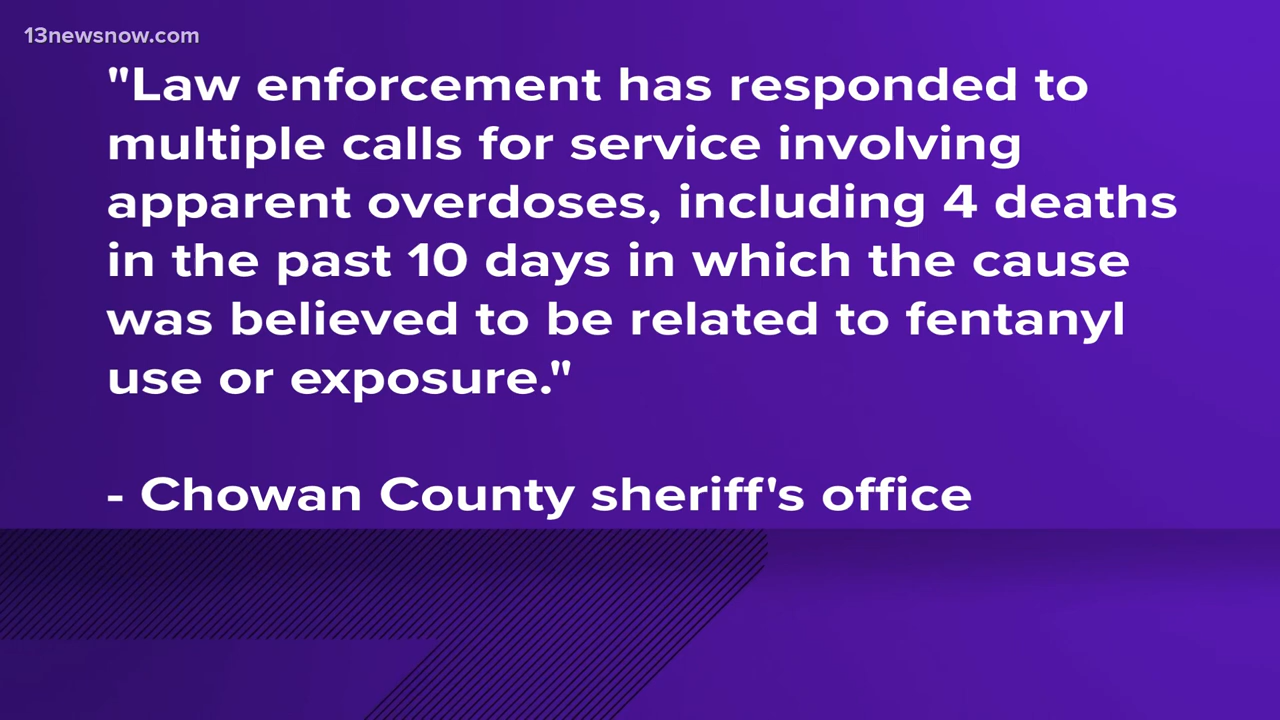 13newsnow.com
"Law enforcement has responded to
multiple calls for service involving
apparent overdoses, including 4 deaths
in the past 10 days in which the cause
was believed to be related to fentanyl
use or exposure."
- Chowan County sheriff's office